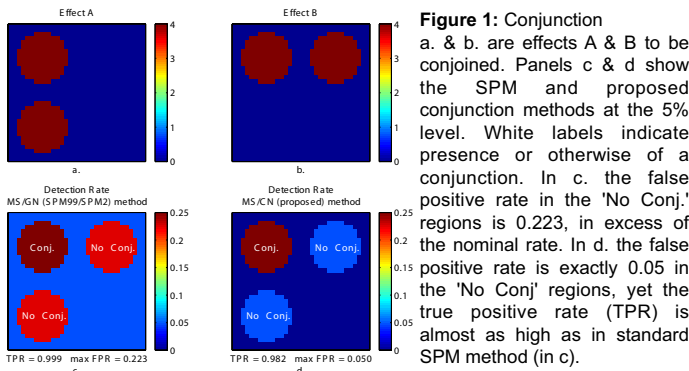 Effect A
4
3
2
1
0
a.
Effect B
4
3
2
1
0
b.
Detection Rate
MS/GN (SPM99/SPM2) method
Conj.
No Conj.
No Conj.
0.25
0.2
0.15
0.1
0.05
0
TPR = 0.999 max FPR = 0.223
c
Detection Rate
MS/CN (proposed) method
Conj.
No Conj.
No Conj.
0.25
0.2
0.15
0.1
0.05
0
TPR = 0.982 max FPR = 0.050
d
Figure 1: Conjunction
a. & b. are effects A & B to be
conjoined. Panels c & d show
the SPM and proposed
conjunction methods at the 5%
level. White labels indicate
presence or otherwise of a
conjunction. In c. the false
positive rate in the 'No Conj.'
regions is 0.223, in excess of
the nominal rate. In d. the false
positive rate is exactly 0.05 in
the 'No Conj' regions, yet the
true positive rate (TPR) is
almost as high as in standard
SPM method (in c).